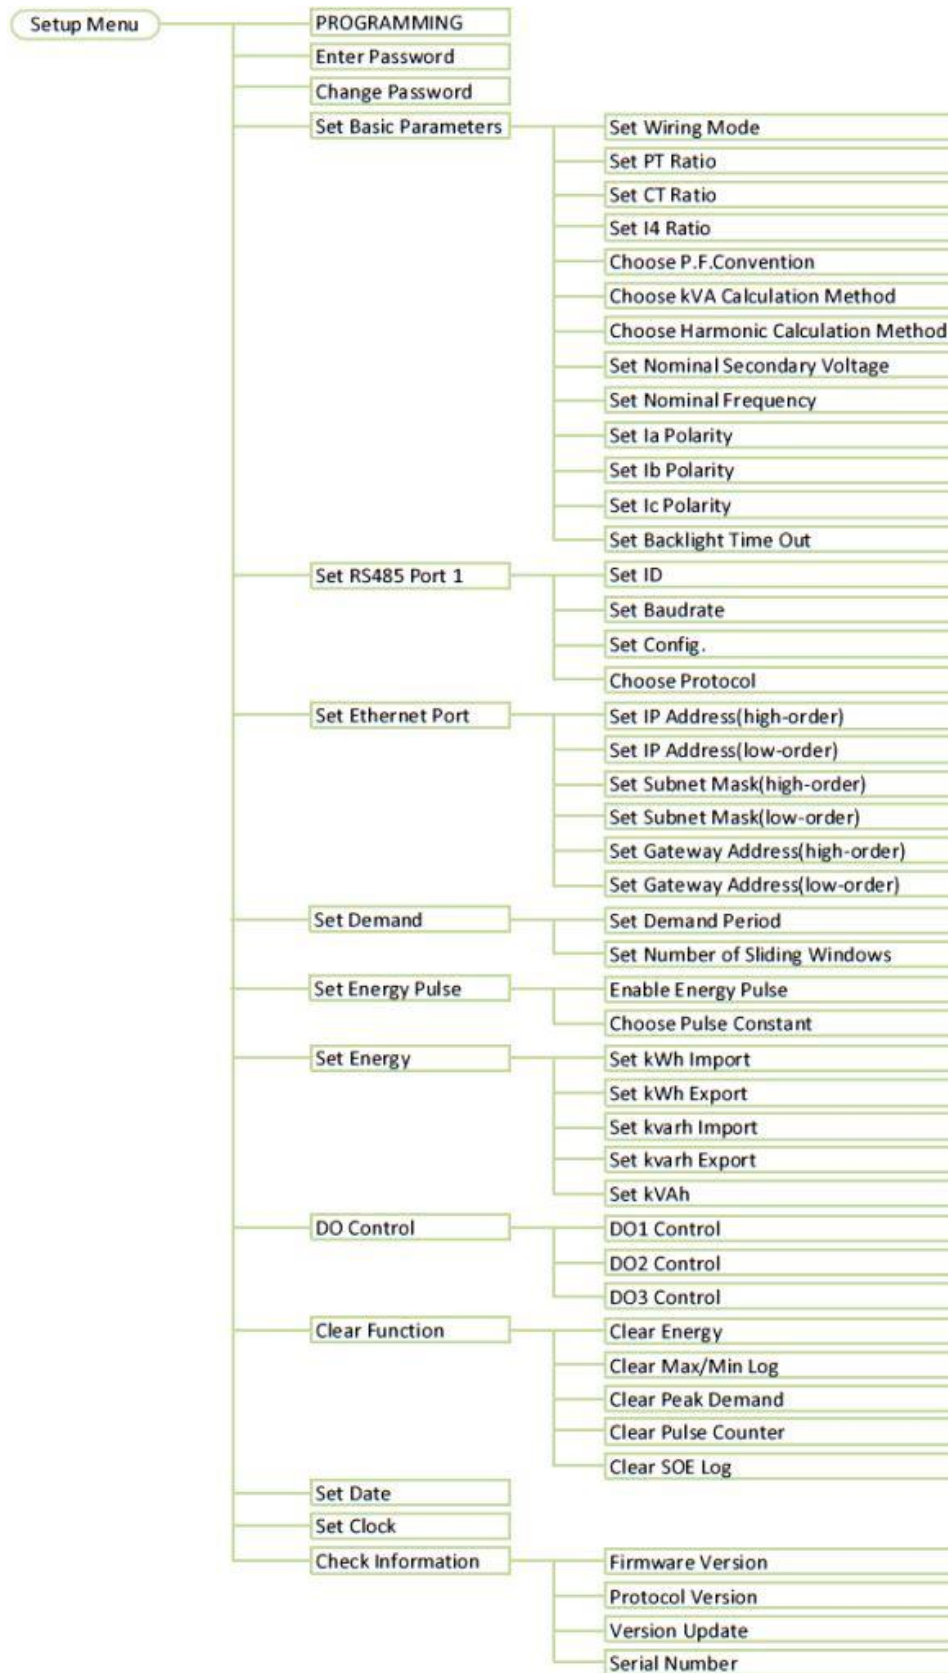 Setup Menu
PROGRAMMING
Enter Password
Change Password
Set Basic Parameters
Set Wiring Mode
Set PT Ratio
Set CT Ratio
Set I4 Ratio
Choose P.F.Convention
Choose kVA Calculation Method
Choose Harmonic Calculation Method
Set Nominal Secondary Voltage
Set Nominal Frequency
Set Ia Polarity
Set Ib Polarity
Set Ic Polarity
Set Backlight Time Out
Set RS485 Port 1
Set ID
Set Baudrate
Set Config.
Choose Protocol
Set Ethernet Port
Set IP Address(high-order)
Set IP Address(low-order)
Set Subnet Mask(high-order)
Set Subnet Mask(low-order)
Set Gateway Address(high-order)
Set Gateway Address(low-order)
Set Demand
Set Demand Period
Set Number of Sliding Windows
Set Energy Pulse
Enable Energy Pulse
Choose Pulse Constant
Set Energy
Set kWh Import
Set kWh Export
Set kvarh Import
Set kvarh Export
Set kVAh
DO Control
DO1 Control
DO2 Control
DO3 Control
Clear Function
Clear Energy
Clear Max/Min Log
Clear Peak Demand
Clear Pulse Counter
Clear SOE Log
Set Date
Set Clock
Check Information
Firmware Version
Protocol Version
Version Update
Serial Number